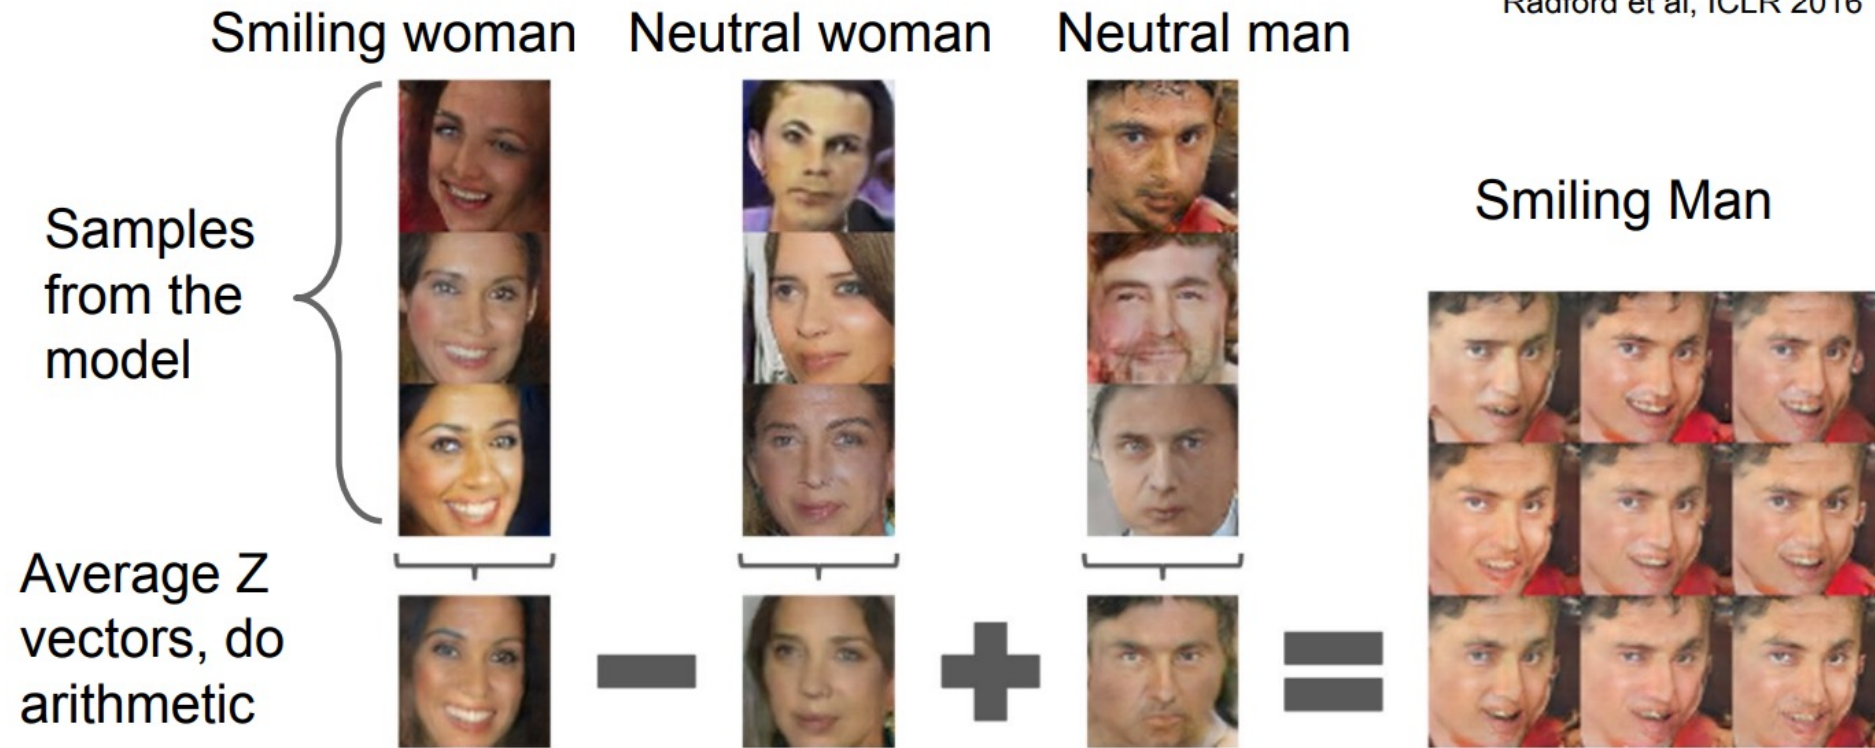 Radford et al, ICLR 2016
Smiling woman
Neutral woman
Neutral man
Samples
from the
model
Smiling Man
Average Z
vectors, do
arithmetic